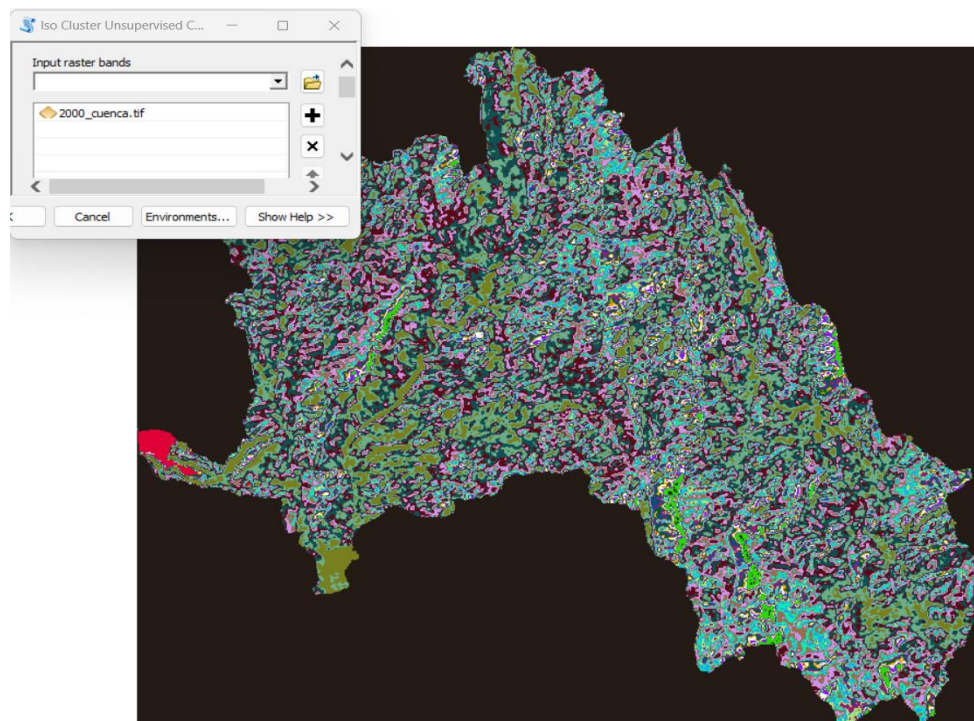 Iso Cluster Unsupervised C...
Input raster bands
2000_cuenca.tif
Cancel Environments... Show Help >>